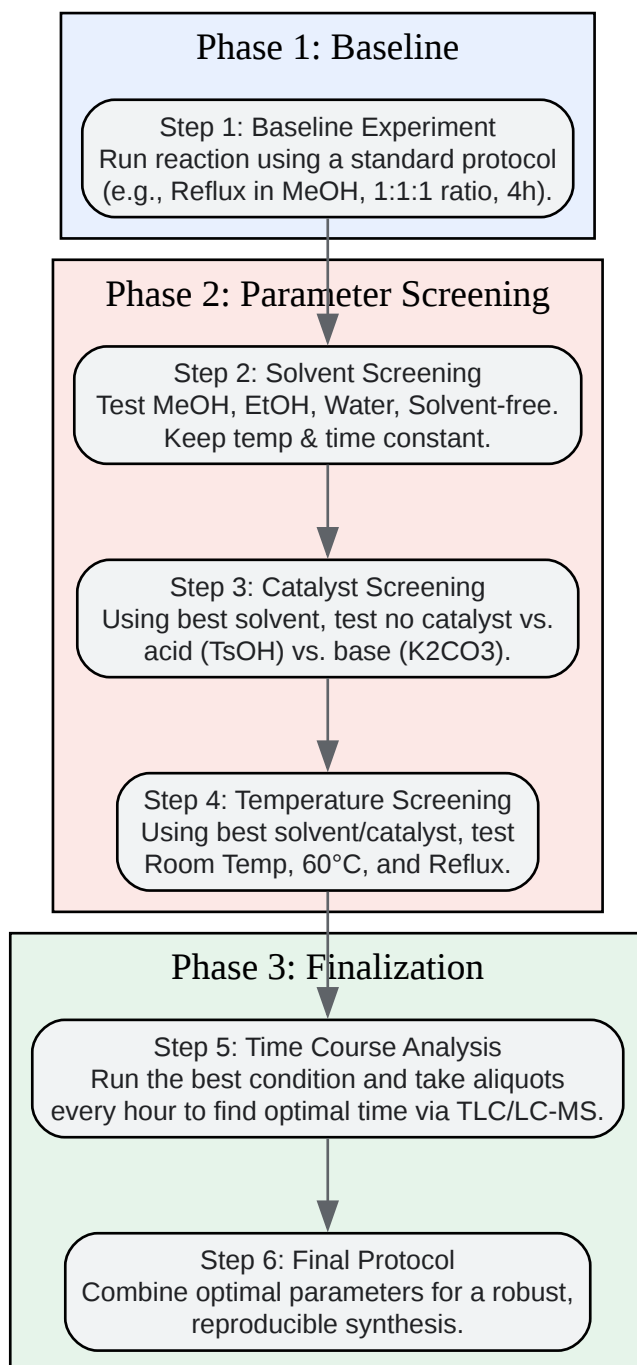 Phase 1: Baseline
Step 1: Baseline Experiment
Run reaction using a standard protocol
(e.g., Reflux in MeOH, 1:1:1 ratio, 4h).
Phase 2: Parameter Screening
Step 2: Solvent Screening
Test MeOH, EtOH, Water, Solvent-free.
Keep temp & time constant.
Step 3: Catalyst Screening
Using best solvent, test no catalyst vs.
acid (TsOH) vs. base (K2CO3).
Step 4: Temperature Screening
Using best solvent/catalyst, test
Room Temp, 60°C, and Reflux.
Phase 3: Finalization
Step 5: Time Course Analysis
Run the best condition and take aliquots
every hour to find optimal time via TLC/LC-MS.
Step 6: Final Protocol
Combine optimal parameters for a robust,
reproducible synthesis.